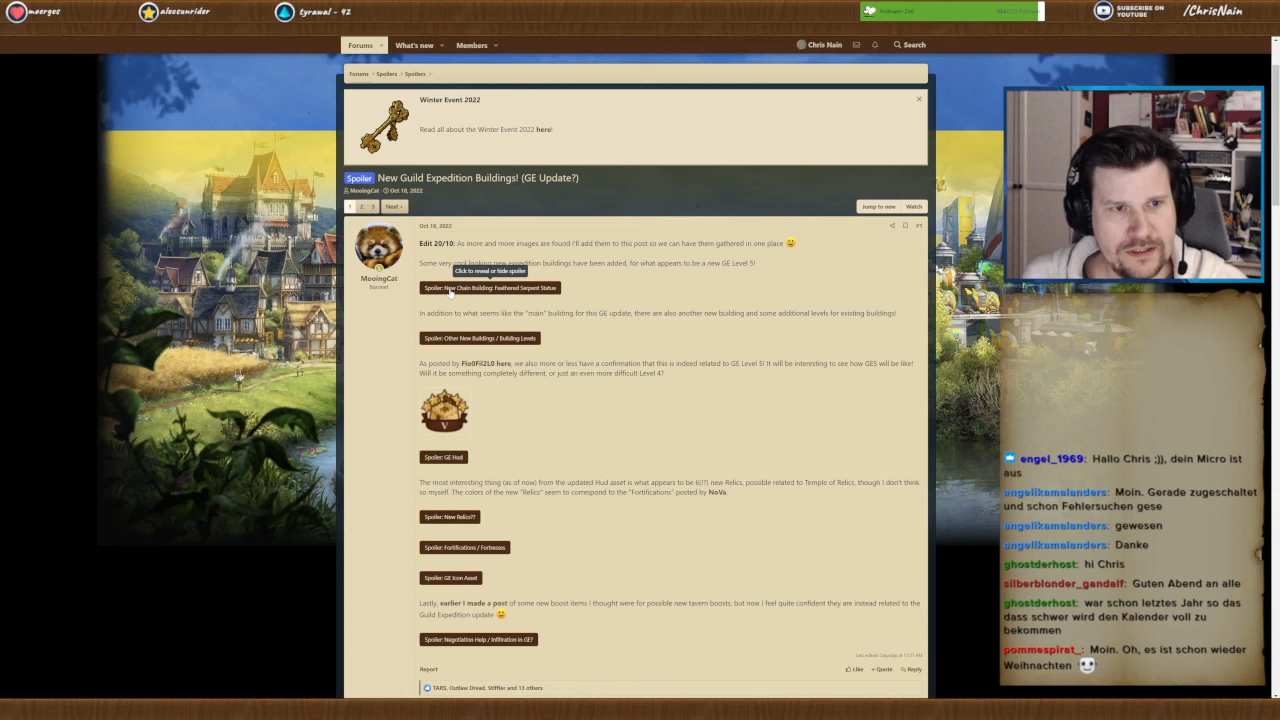 moerges
aleesunrider
tyrawal - 42
Follower-Ziel
SUBSCRIBE ON
YOUTUBE
/ChrisNain
Forums
What's new
Members
Chris Nain
Search
Forums
Spoilers
Spoilers
Winter Event 2022
Read all about the Winter Event 2022 here!
Spoiler New Guild Expedition Buildings! (GE Update?)
MooingCat · Oct 18, 2022
1 2 3 Next
Jump to new Watch
Oct 18, 2022
#1
MooingCat
Baronet
Edit 20/10: As more and more images are found I'll add them to this post so we can have them gathered in one place
Some very cool looking new expedition buildings have been added, for what appears to be a new GE Level 5!
Click to reveal or hide spoiler
Spoiler: New Chain Building: Feathered Serpent Statue
In addition to what seems like the "main" building for this GE update, there are also another new building and some additional levels for existing buildings!
Spoiler: Other New Buildings / Building Levels
As posted by Flo0Fil2L0 here, we also more or less have a confirmation that this is indeed related to GE Level 5! It will be interesting to see how GE5 will be like!
Will it be something completely different, or just an even more difficult Level 4?
V
Spoiler: GE Hud
The most interesting thing (as of now) from the updated Hud asset is what appears to be 6(!?) new Relics, possible related to Temple of Relics, though I don't think
so myself. The colors of the new "Relics" seem to correspond to the "Fortifications" posted by NoVa.
Spoiler: New Relics??
Spoiler: Fortifications / Fortresses
Spoiler: GE Icon Asset
Lastly, earlier I made a post of some new boost items I thought were for possible new tavern boosts, but now I feel quite confident they are instead related to the
Guild Expedition update
Spoiler: Negotiation Help / Infiltration in GE?
Last edited: Saturday at 11:57 AM
Report
Like + Quote Reply
TARS, Outlaw Dread, Stiffler and 13 others
engel_1969: Hallo Chris ;)), dein Micro ist
aus
angelikamalanders: Moin. Gerade zugeschaltet
und schon Fehlersuchen gese
angelikamalanders: gewesen
angelikamalanders: Danke
ghostderhost: hi Chris
silberblonder_gandalf: Guten Abend an alle
ghostderhost: war schon letztes Jahr so das
dass schwer wird den Kalender voll zu
bekommen
pommespirat_: Moin. Oh, es ist schon wieder
Weihnachten